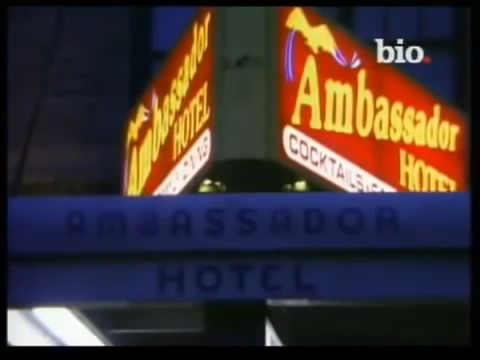 bio.
Ambassador
HOTEL
Ambassador
HOTEL
COCKTAILS
AMBASSADOR
HOTEL